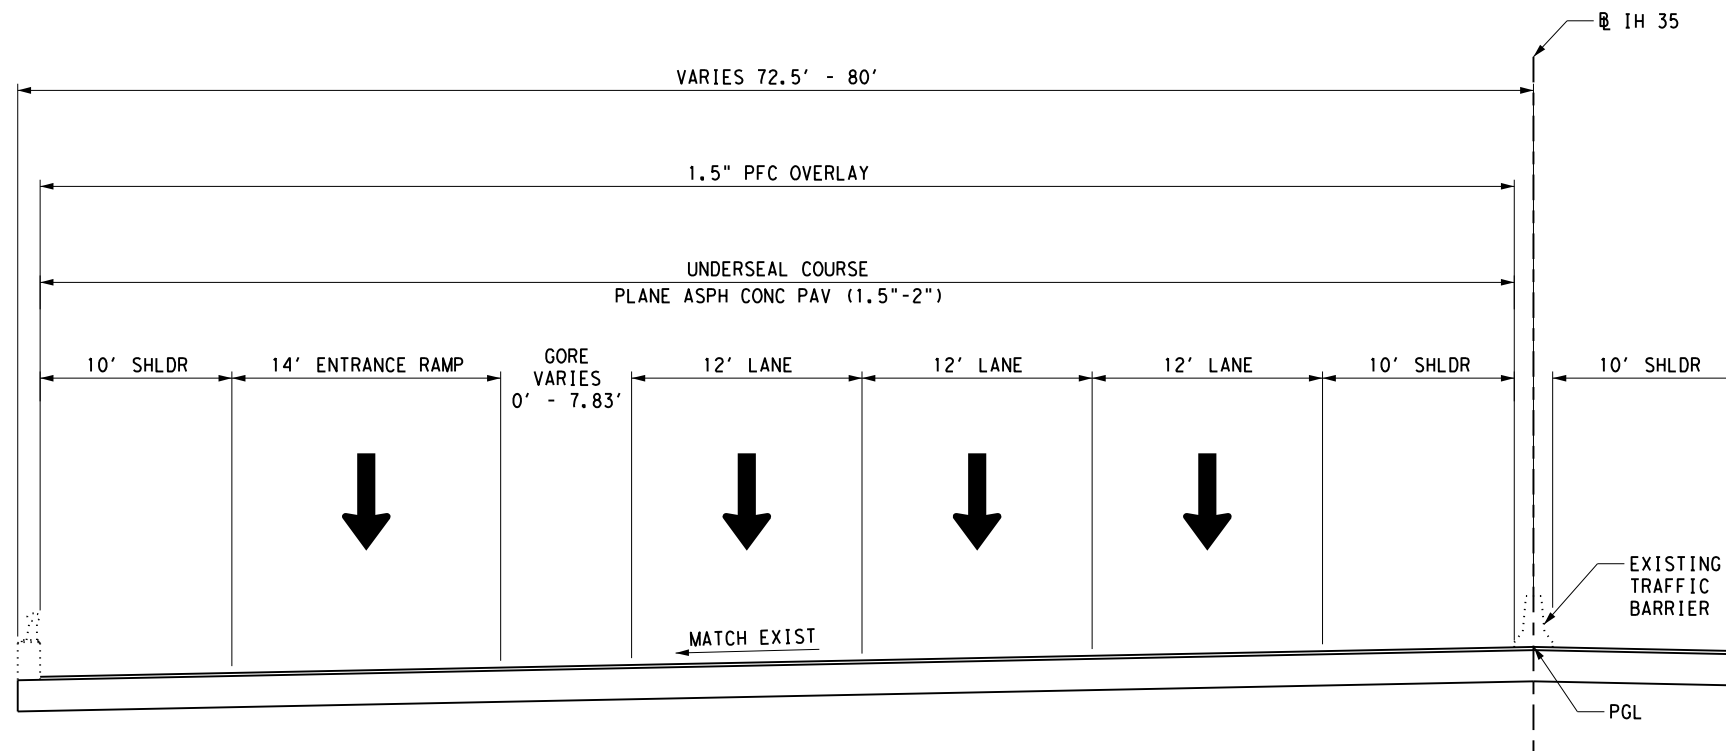 ℄ IH 35
VARIES 72.5' - 80'
1.5" PFC OVERLAY
UNDERSEAL COURSE
PLANE ASPH CONC PAV (1.5"-2")
10' SHLDR
14' ENTRANCE RAMP
GORE
VARIES
0' - 7.83'
12' LANE
12' LANE
12' LANE
10' SHLDR
10' SHLDR
EXISTING
TRAFFIC
BARRIER
MATCH EXIST
PGL